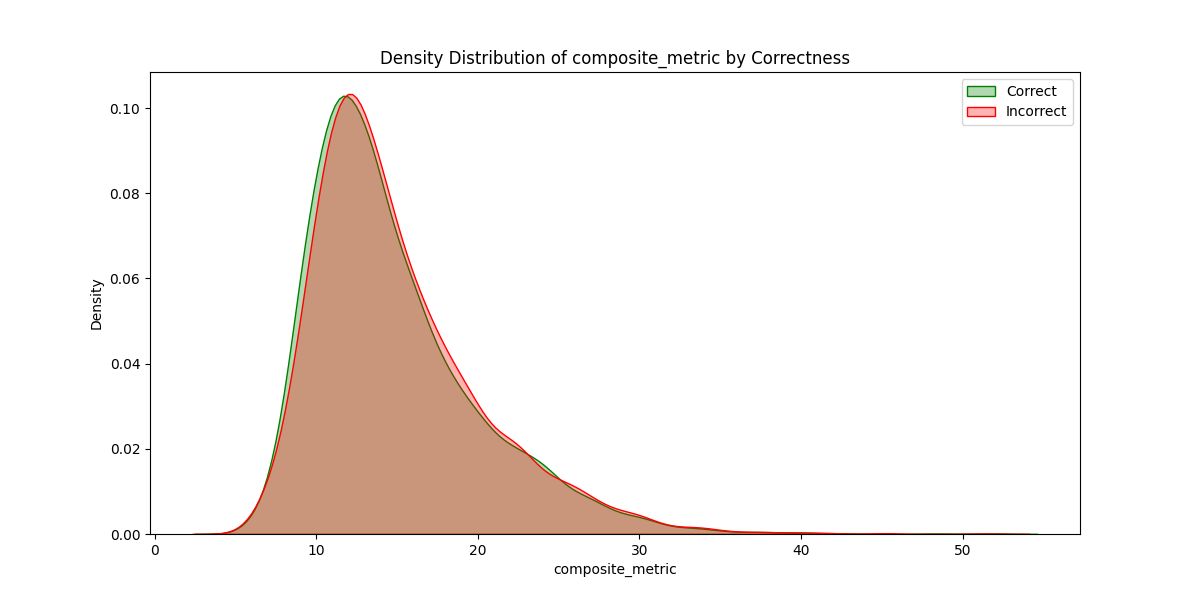 Density Distribution of composite_metric by Correctness
Correct
Incorrect
0.10
0.08
0.06
0.04
0.02
0.00
Density
0 10 20 30 40 50
composite_metric